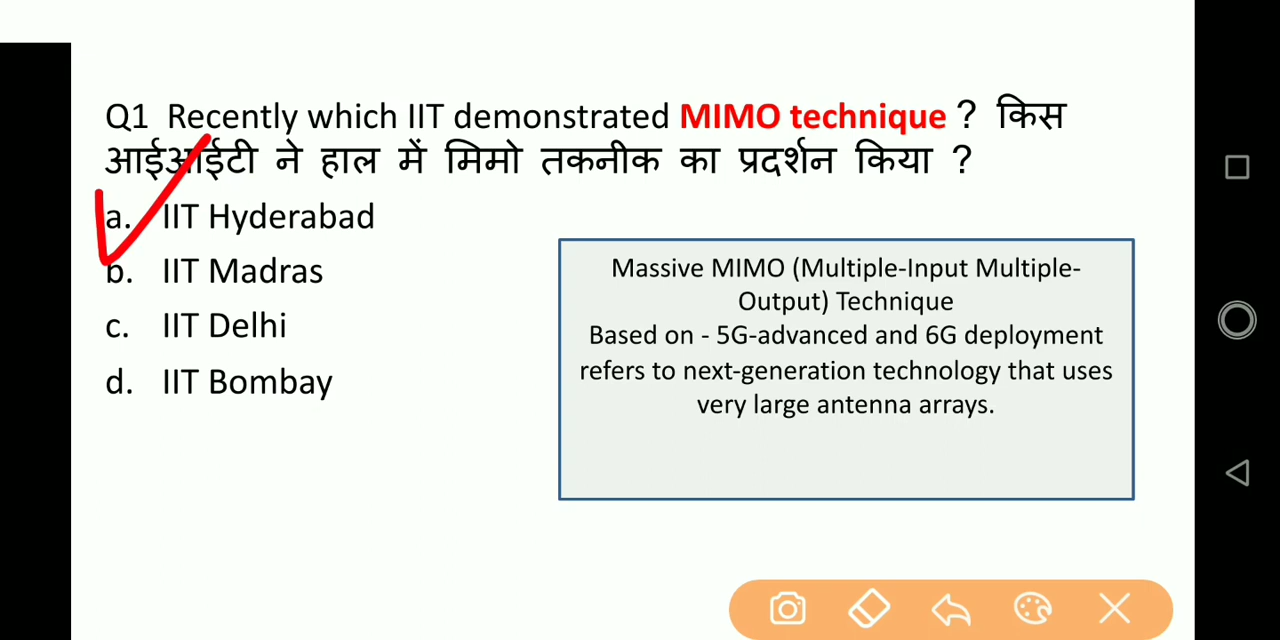 Q1 Recently which IIT demonstrated MIMO technique ? किस
आईआईटी ने हाल में मिमो तकनीक का प्रदर्शन किया ?
a. IIT Hyderabad
b. IIT Madras
c. IIT Delhi
d. IIT Bombay
Massive MIMO (Multiple-Input Multiple-
Output) Technique
Based on - 5G-advanced and 6G deployment
refers to next-generation technology that uses
very large antenna arrays.